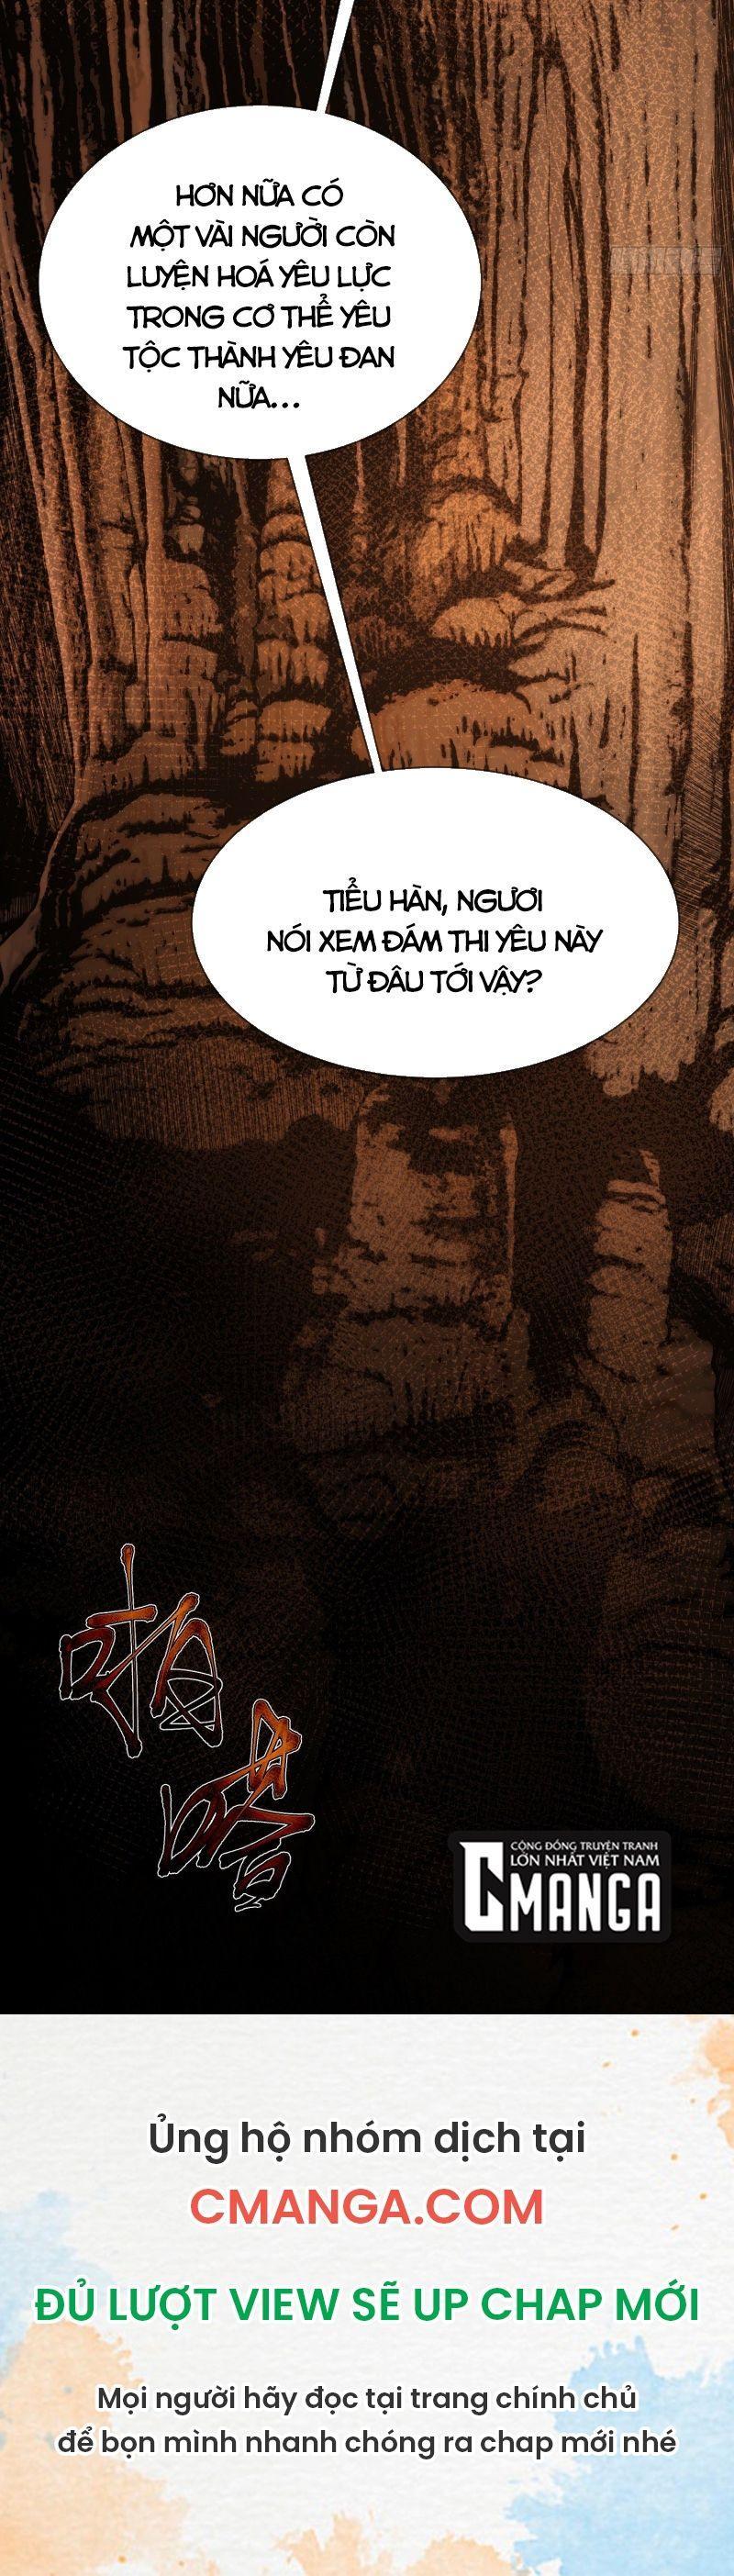 HƠN NỮA CÓ
MỘT VÀI NGƯỜI CÒN
LUYỆN HOÁ YÊU LỰC
TRONG CƠ THỂ YÊU
TỘC THÀNH YÊU ĐAN
NỮA...
TIỂU HÀN, NGƯƠI
NÓI XEM ĐÁM THI YÊU NÀY
TỪ ĐÂU TỚI VẬY?
啪
嗒
CỘNG ĐỒNG TRUYỆN TRANH
LỚN NHẤT VIỆT NAM
CMANGA
Ủng hộ nhóm dịch tại
CMANGA.COM
ĐỦ LƯỢT VIEW SẼ UP CHAP MỚI
Mọi người hãy đọc tại trang chính chủ
để bọn mình nhanh chóng ra chap mới nhé